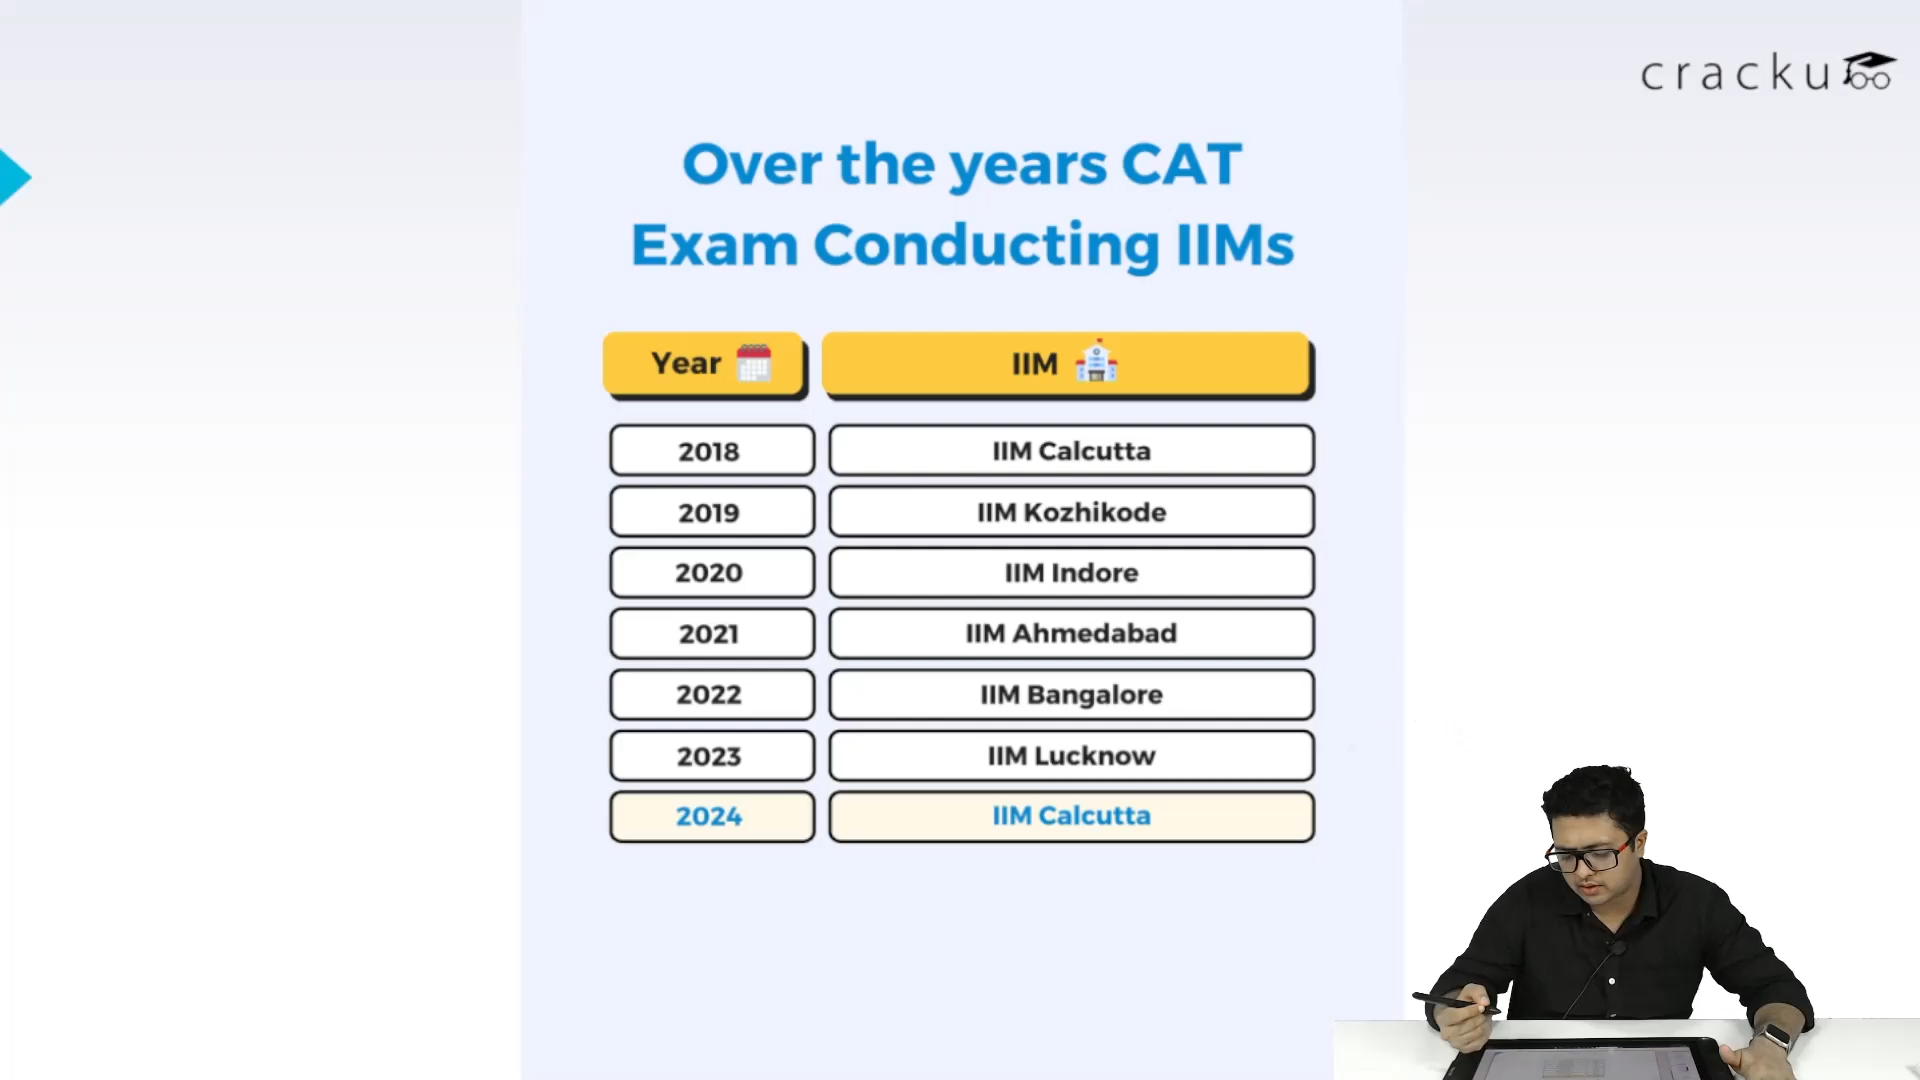 cracku
Over the years CAT
Exam Conducting IIMs
Year IIM
2018 IIM Calcutta
2019 IIM Kozhikode
2020 IIM Indore
2021 IIM Ahmedabad
2022 IIM Bangalore
2023 IIM Lucknow
2024 IIM Calcutta